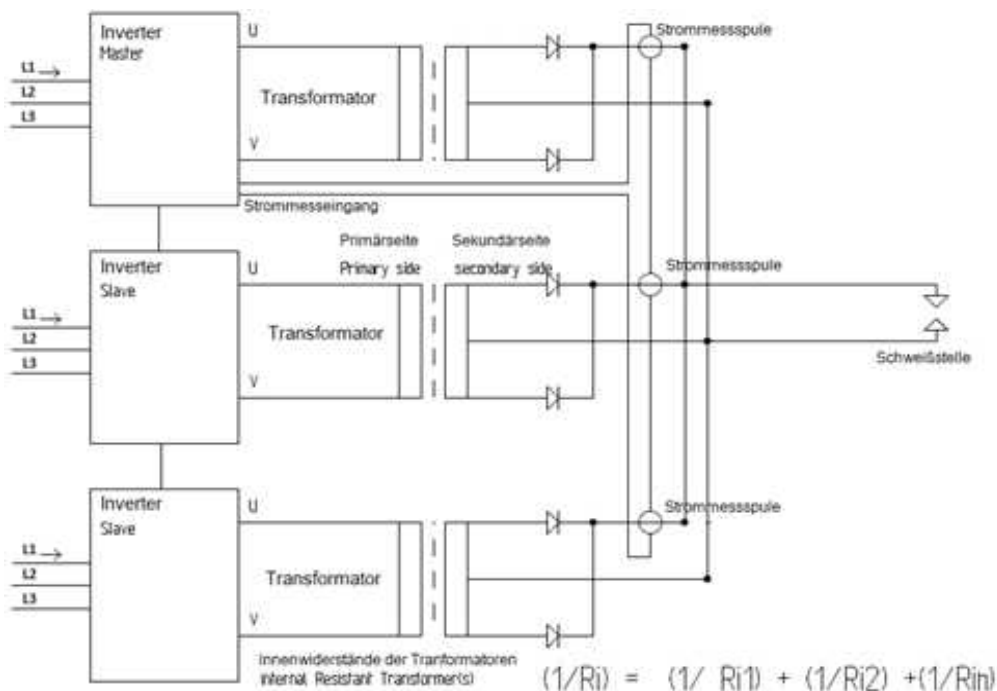 Inverter
Master
U
Strommessspule
L1
L2
L3
Transformator
V
Strommesseingang
Inverter
Slave
U
Primärseite
Primary side
Sekundärseite
secondary side
Strommessspule
L1
L2
L3
Transformator
V
Schweißstelle
Inverter
Slave
U
Strommessspule
L1
L2
L3
Transformator
V
Innenwiderstände der Tranformatoren
Internal Resistant Transformer(s)
(1/Ri) = (1/ Ri1) + (1/Ri2) +(1/Rin)